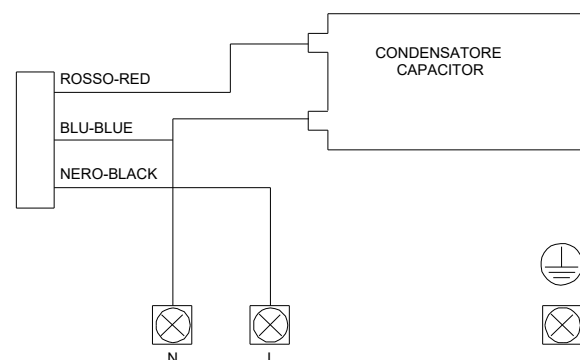 CONDENSATORE
CAPACITOR
ROSSO-RED
BLU-BLUE
NERO-BLACK
N
L